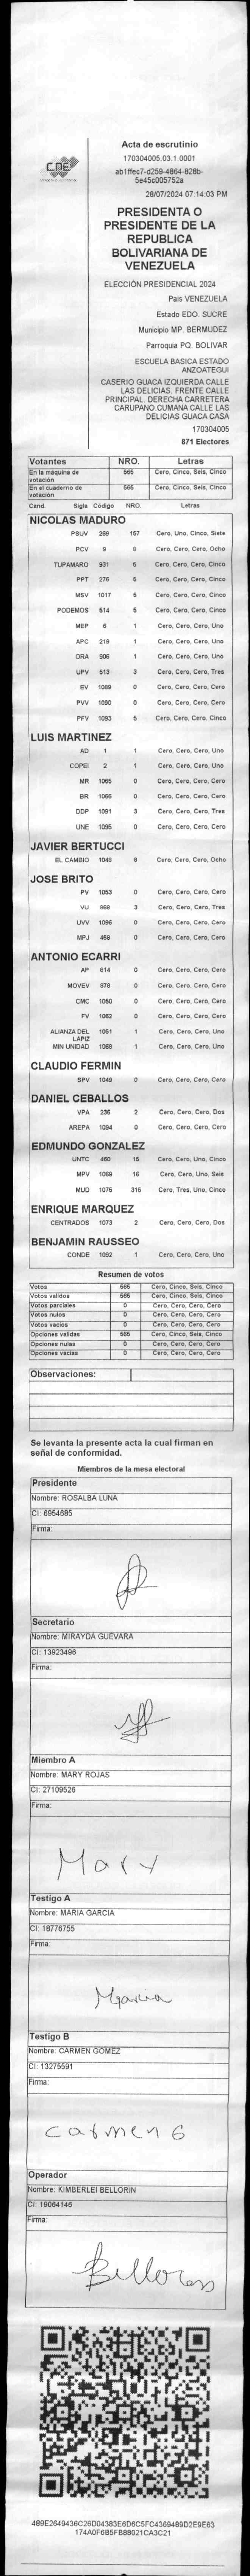 CNE
Acta de escrutinio
170304005.03.1.0001
ab1ffec7-d259-4864-828b-
5e45c005752a
28/07/2024 07:14:03 PM
PRESIDENTA O
PRESIDENTE DE LA
REPUBLICA
BOLIVARIANA DE
VENEZUELA
ELECCIÓN PRESIDENCIAL 2024
Pais VENEZUELA
Estado EDO. SUCRE
Municipio MP. BERMUDEZ
Parroquia PQ. BOLIVAR
ESCUELA BASICA ESTADO
ANZOATEGUI
CASERIO GUACA IZQUIERDA CALLE
LAS DELICIAS. FRENTE CALLE
PRINCIPAL. DERECHA CARRETERA
CARUPANO CUMANA CALLE LAS
DELICIAS GUACA CASA
170304005
871 Electores
Votantes NRO. Letras
En la máquina de votación 565 Cero, Cinco, Seis, Cinco
En el cuaderno de votación 565 Cero, Cinco, Seis, Cinco
Cand. Sigla Código NRO. Letras
NICOLAS MADURO
PSUV 269 157 Cero, Uno, Cinco, Siete
PCV 9 8 Cero, Cero, Cero, Ocho
TUPAMARO 931 5 Cero, Cero, Cero, Cinco
PPT 276 5 Cero, Cero, Cero, Cinco
MSV 1017 5 Cero, Cero, Cero, Cinco
PODEMOS 514 5 Cero, Cero, Cero, Cinco
MEP 6 1 Cero, Cero, Cero, Uno
APC 219 1 Cero, Cero, Cero, Uno
ORA 906 1 Cero, Cero, Cero, Uno
UPV 513 3 Cero, Cero, Cero, Tres
EV 1089 0 Cero, Cero, Cero, Cero
PVV 1090 0 Cero, Cero, Cero, Cero
PFV 1093 5 Cero, Cero, Cero, Cinco
LUIS MARTINEZ
AD 1 1 Cero, Cero, Cero, Uno
COPEI 2 1 Cero, Cero, Cero, Uno
MR 1065 0 Cero, Cero, Cero, Cero
BR 1066 0 Cero, Cero, Cero, Cero
DDP 1091 3 Cero, Cero, Cero, Tres
UNE 1095 0 Cero, Cero, Cero, Cero
JAVIER BERTUCCI
EL CAMBIO 1048 8 Cero, Cero, Cero, Ocho
JOSE BRITO
PV 1053 0 Cero, Cero, Cero, Cero
VU 968 3 Cero, Cero, Cero, Tres
UVV 1096 0 Cero, Cero, Cero, Cero
MPJ 459 0 Cero, Cero, Cero, Cero
ANTONIO ECARRI
AP 814 0 Cero, Cero, Cero, Cero
MOVEV 978 0 Cero, Cero, Cero, Cero
CMC 1050 0 Cero, Cero, Cero, Cero
FV 1062 0 Cero, Cero, Cero, Cero
ALIANZA DEL LAPIZ 1051 1 Cero, Cero, Cero, Uno
MIN UNIDAD 1069 1 Cero, Cero, Cero, Uno
CLAUDIO FERMIN
SPV 1049 0 Cero, Cero, Cero, Cero
DANIEL CEBALLOS
VPA 236 2 Cero, Cero, Cero, Dos
AREPA 1094 0 Cero, Cero, Cero, Cero
EDMUNDO GONZALEZ
UNTC 460 15 Cero, Cero, Uno, Cinco
MPV 1069 16 Cero, Cero, Uno, Seis
MUD 1075 315 Cero, Tres, Uno, Cinco
ENRIQUE MARQUEZ
CENTRADOS 1073 2 Cero, Cero, Cero, Dos
BENJAMIN RAUSSEO
CONDE 1092 1 Cero, Cero, Cero, Uno
Resumen de votos
Votos 565 Cero, Cinco, Seis, Cinco
Votos válidos 565 Cero, Cinco, Seis, Cinco
Votos parciales 0 Cero, Cero, Cero, Cero
Votos nulos 0 Cero, Cero, Cero, Cero
Votos vacíos 0 Cero, Cero, Cero, Cero
Opciones validas 565 Cero, Cinco, Seis, Cinco
Opciones nulas 0 Cero, Cero, Cero, Cero
Opciones vacías 0 Cero, Cero, Cero, Cero
Observaciones:
Se levanta la presente acta la cual firman en
señal de conformidad.
Miembros de la mesa electoral
Presidente
Nombre: ROSALBA LUNA
CI: 6954685
Firma:
Secretario
Nombre: MIRAYDA GUEVARA
CI: 13923496
Firma:
Miembro A
Nombre: MARY ROJAS
CI: 27109526
Firma:
Mary
Testigo A
Nombre: MARIA GARCIA
CI: 18776755
Firma:
Testigo B
Nombre: CARMEN GOMEZ
CI: 13275591
Firma:
Carmen G
Operador
Nombre: KIMBERLEI BELLORIN
CI: 19064146
Firma:
489E2649436C26D04383E6D6C5FC4369489D2E9E63
174A0F6B5FB88021CA3C21